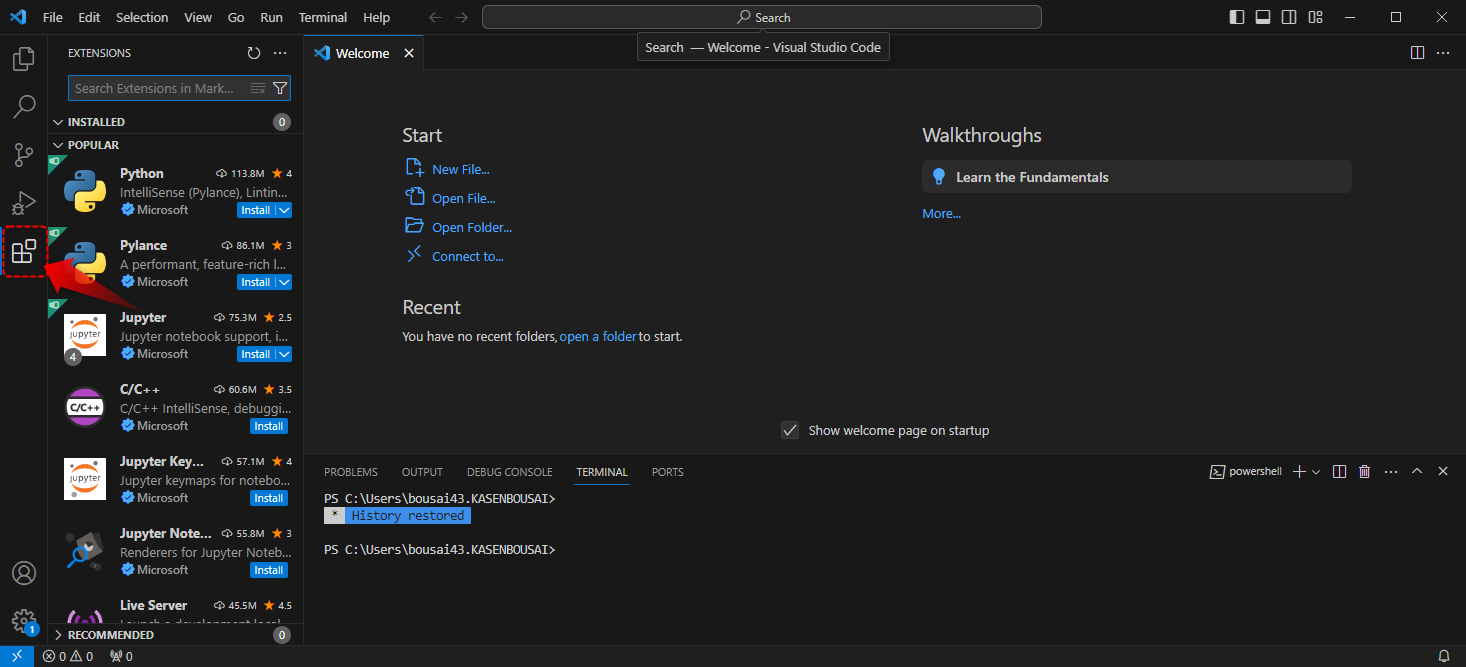 File Edit Selection View Go Run Terminal Help
Search
Search — Welcome - Visual Studio Code
EXTENSIONS
Search Extensions in Mark...
INSTALLED 0
POPULAR
Python 113.8M 4
IntelliSense (Pylance), Lintin...
Microsoft Install
Pylance 86.1M 3
A performant, feature-rich l...
Microsoft Install
Jupyter 75.3M 2.5
jupyter
Jupyter notebook support, i...
4
Microsoft Install
C/C++ 60.6M 3.5
C/C++
C/C++ IntelliSense, debuggi...
Microsoft Install
Jupyter Key... 57.1M 4
jupyter
Jupyter keymaps for notebo...
Microsoft Install
Jupyter Note... 55.8M 3
Renderers for Jupyter Noteb...
Microsoft Install
Live Server 45.5M 4.5
Launch a development local...
RECOMMENDED 0
1
Welcome
Start
New File...
Open File...
Open Folder...
Connect to...
Recent
You have no recent folders, open a folder to start.
Walkthroughs
Learn the Fundamentals
More...
Show welcome page on startup
PROBLEMS OUTPUT DEBUG CONSOLE TERMINAL PORTS
powershell
PS C:\Users\bousai43.KASENBOUSAI>
* History restored
PS C:\Users\bousai43.KASENBOUSAI>
0 0 0